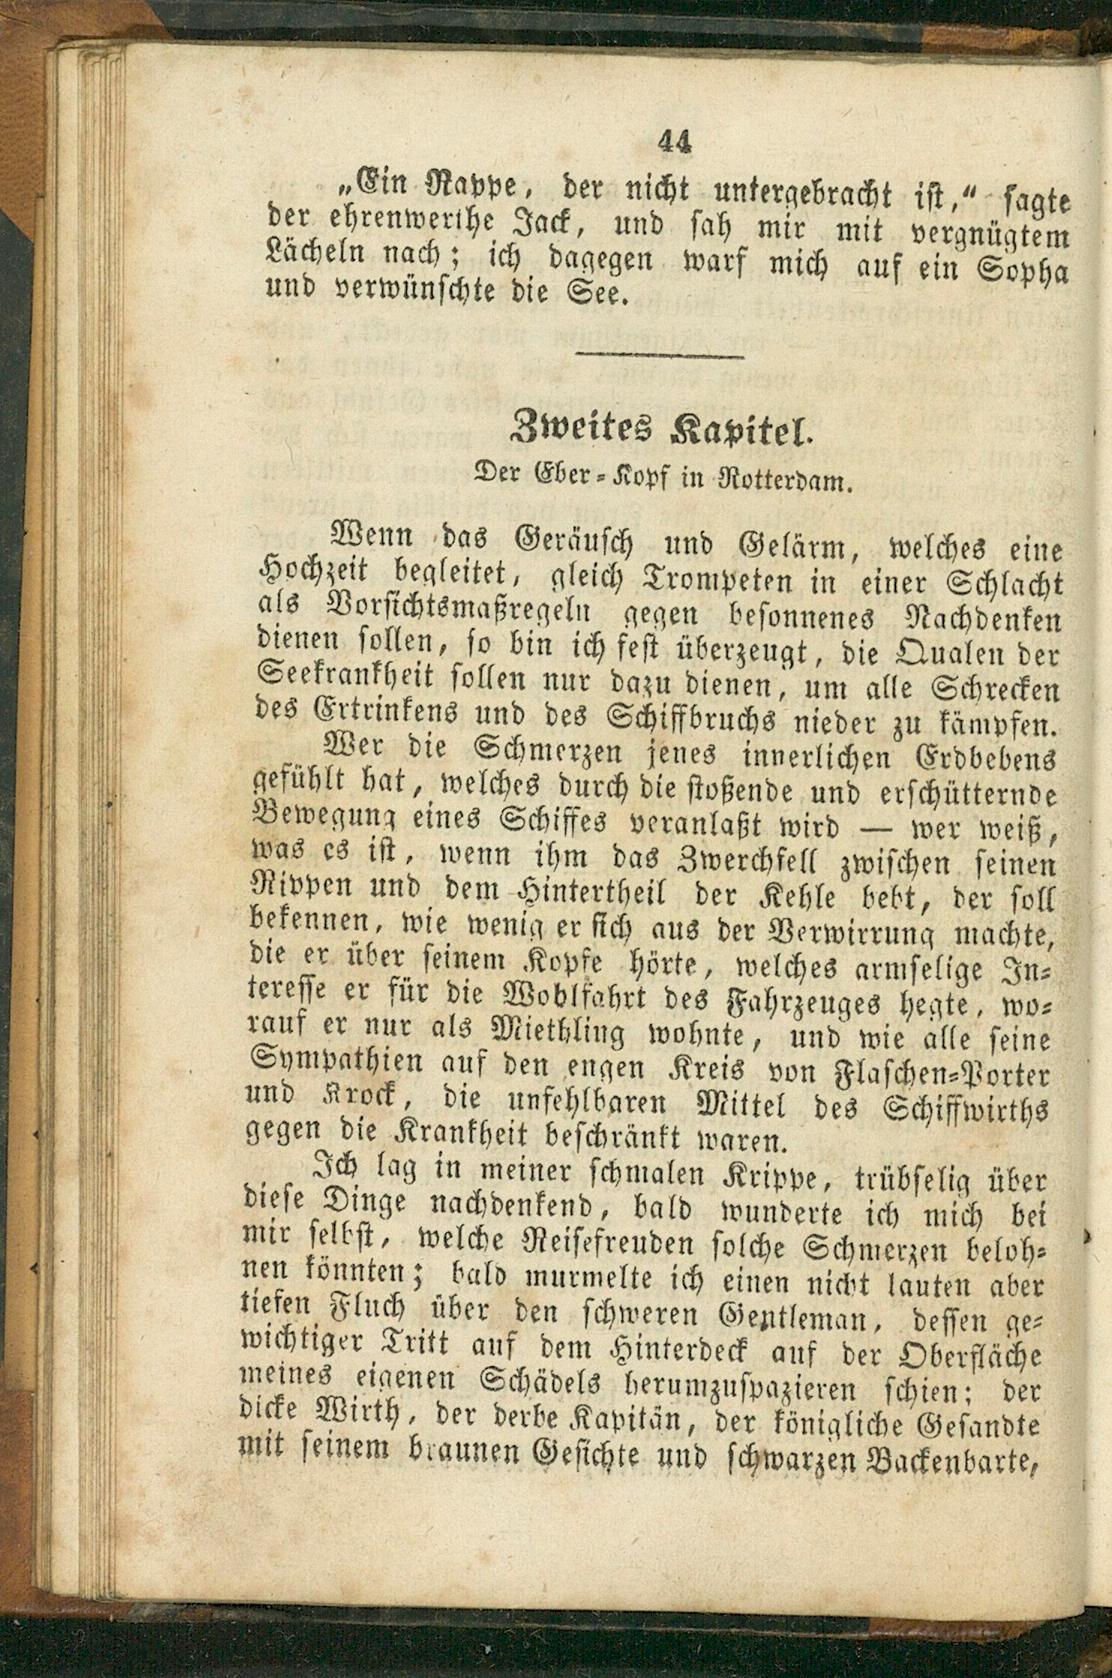 44
„Ein Rappe, der nicht untergebracht ist,“ sagte
der ehrenwerthe Jack, und sah mir mit vergnügtem
Lächeln nach; ich dagegen warf mich auf ein Sopha
und verwünschte die See.
Zweites Kapitel.
Der Eber-Kopf in Rotterdam.
Wenn das Geräusch und Gelärm, welches eine
Hochzeit begleitet, gleich Trompeten in einer Schlacht
als Vorsichtsmaßregeln gegen besonnenes Nachdenken
dienen sollen, so bin ich fest überzeugt, die Qualen der
Seekrankheit sollen nur dazu dienen, um alle Schrecken
des Ertrinkens und des Schiffbruchs nieder zu kämpfen.
Wer die Schmerzen jenes innerlichen Erdbebens
gefühlt hat, welches durch die stoßende und erschütternde
Bewegung eines Schiffes veranlaßt wird — wer weiß,
was es ist, wenn ihm das Zwerchfell zwischen seinen
Rippen und dem Hintertheil der Kehle bebt, der soll
bekennen, wie wenig er sich aus der Verwirrung machte,
die er über seinem Kopfe hörte, welches armselige In-
teresse er für die Wohlfahrt des Fahrzeuges hegte, wo-
rauf er nur als Miethling wohnte, und wie alle seine
Sympathien auf den engen Kreis von Flaschen-Porter
und Krock, die unfehlbaren Mittel des Schiffwirths
gegen die Krankheit beschränkt waren.
Ich lag in meiner schmalen Krippe, trübselig über
diese Dinge nachdenkend, bald wunderte ich mich bei
mir selbst, welche Reisefreuden solche Schmerzen beloh-
nen könnten; bald murmelte ich einen nicht lauten aber
tiefen Fluch über den schweren Gentleman, dessen ge-
wichtiger Tritt auf dem Hinterdeck auf der Oberfläche
meines eigenen Schädels herumzuspazieren schien; der
dicke Wirth, der derbe Kapitän, der königliche Gesandte
mit seinem braunen Gesichte und schwarzen Backenbarte,